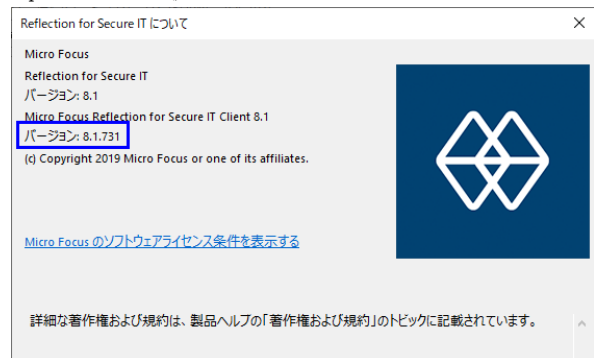 Reflection for Secure IT について
Micro Focus
Reflection for Secure IT
バージョン: 8.1
Micro Focus Reflection for Secure IT Client 8.1
バージョン: 8.1.731
(c) Copyright 2019 Micro Focus or one of its affiliates.
Micro Focus のソフトウェアライセンス条件を表示する
詳細な著作権および規約は、製品ヘルプの「著作権および規約」のトピックに記載されています。